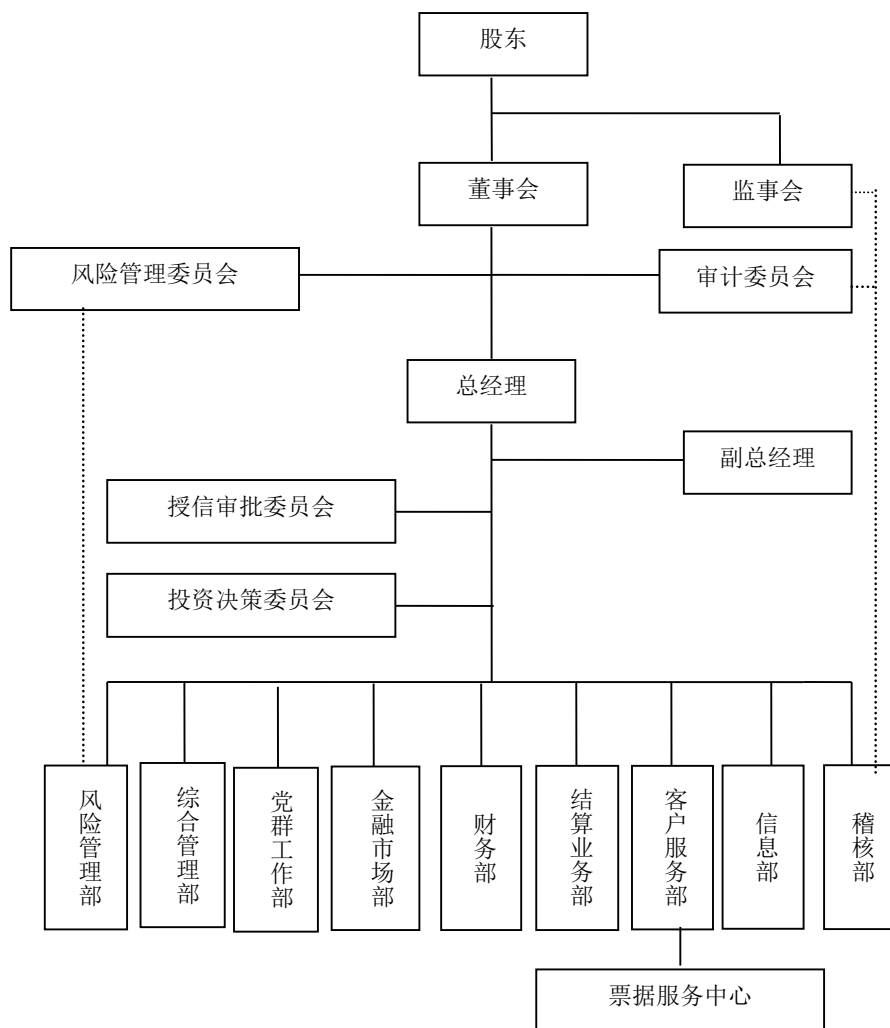 股东
董事会
监事会
风险管理委员会
审计委员会
总经理
副总经理
授信审批委员会
投资决策委员会
风险管理部
综合管理部
党群工作部
金融市场部
财务部
结算业务部
客户服务部
信息部
稽核部
票据服务中心